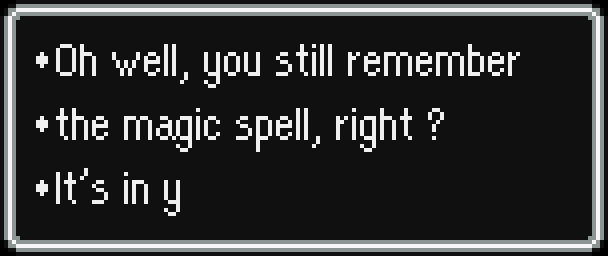 •Oh well, you still remember
•the magic spell, right ?
•It's in y